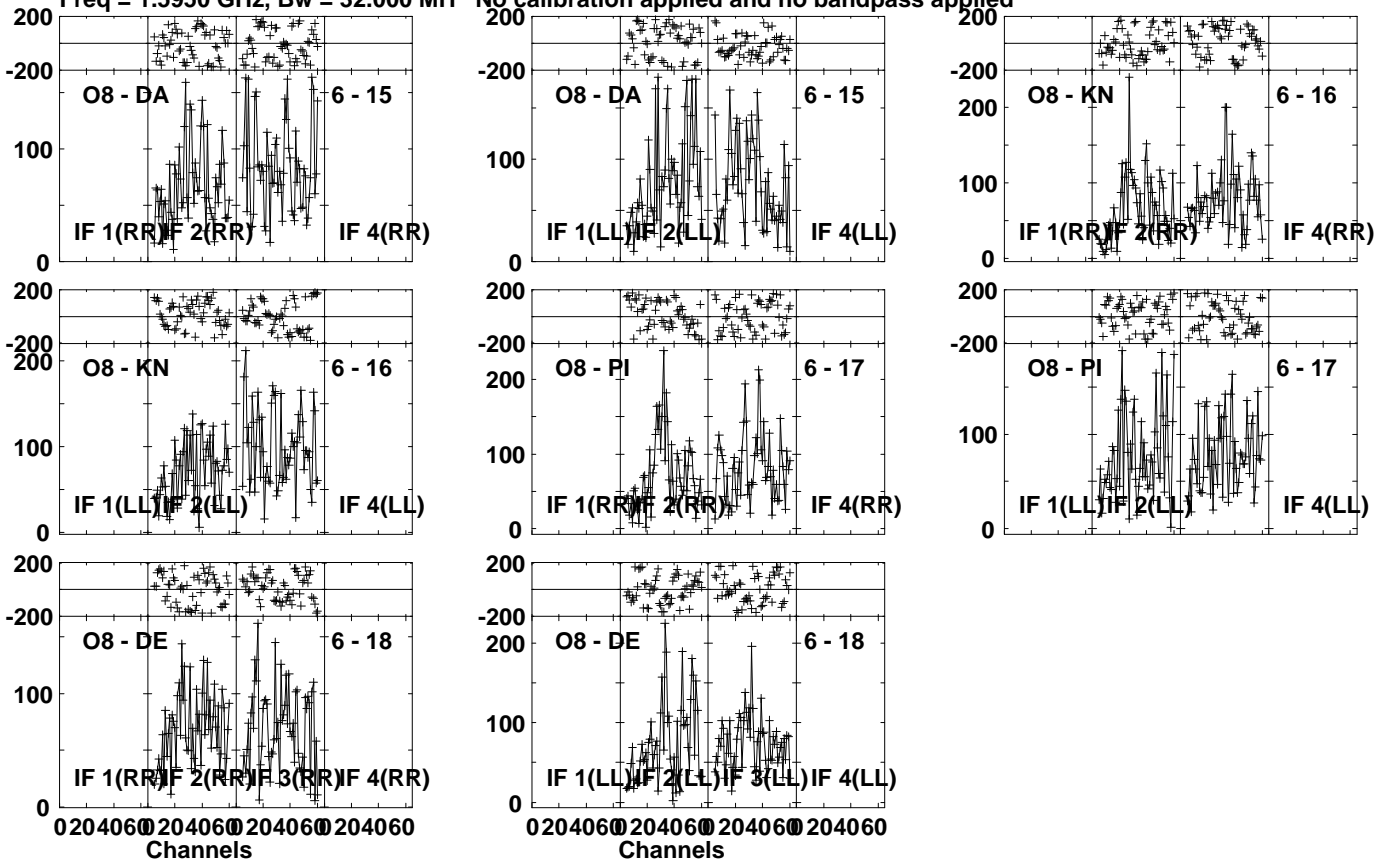 Freq = 1.5950 GHz, Bw = 32.000 MH No calibration applied and no bandpass applied
200
-200
O8 - DA
6 - 15
100
0
IF 1(RR)
IF 2(RR)
IF 4(RR)
200
-200
O8 - DA
6 - 15
100
0
IF 1(LL)
IF 2(LL)
IF 4(LL)
200
-200
200
O8 - KN
6 - 16
100
0
IF 1(RR)
IF 2(RR)
IF 4(RR)
200
-200
200
O8 - KN
6 - 16
100
0
IF 1(LL)
IF 2(LL)
IF 4(LL)
200
-200
200
O8 - PI
6 - 17
100
0
IF 1(RR)
IF 2(RR)
IF 4(RR)
200
-200
O8 - PI
6 - 17
100
0
IF 1(LL)
IF 2(LL)
IF 4(LL)
200
-200
O8 - DE
6 - 18
100
0
IF 1(RR)
IF 2(RR)
IF 3(RR)
IF 4(RR)
200
-200
200
O8 - DE
6 - 18
100
0
IF 1(LL)
IF 2(LL)
IF 3(LL)
IF 4(LL)
0 20 40 60 0 20 40 60 0 20 40 60 0 20 40 60
Channels
0 20 40 60 0 20 40 60 0 20 40 60 0 20 40 60
Channels